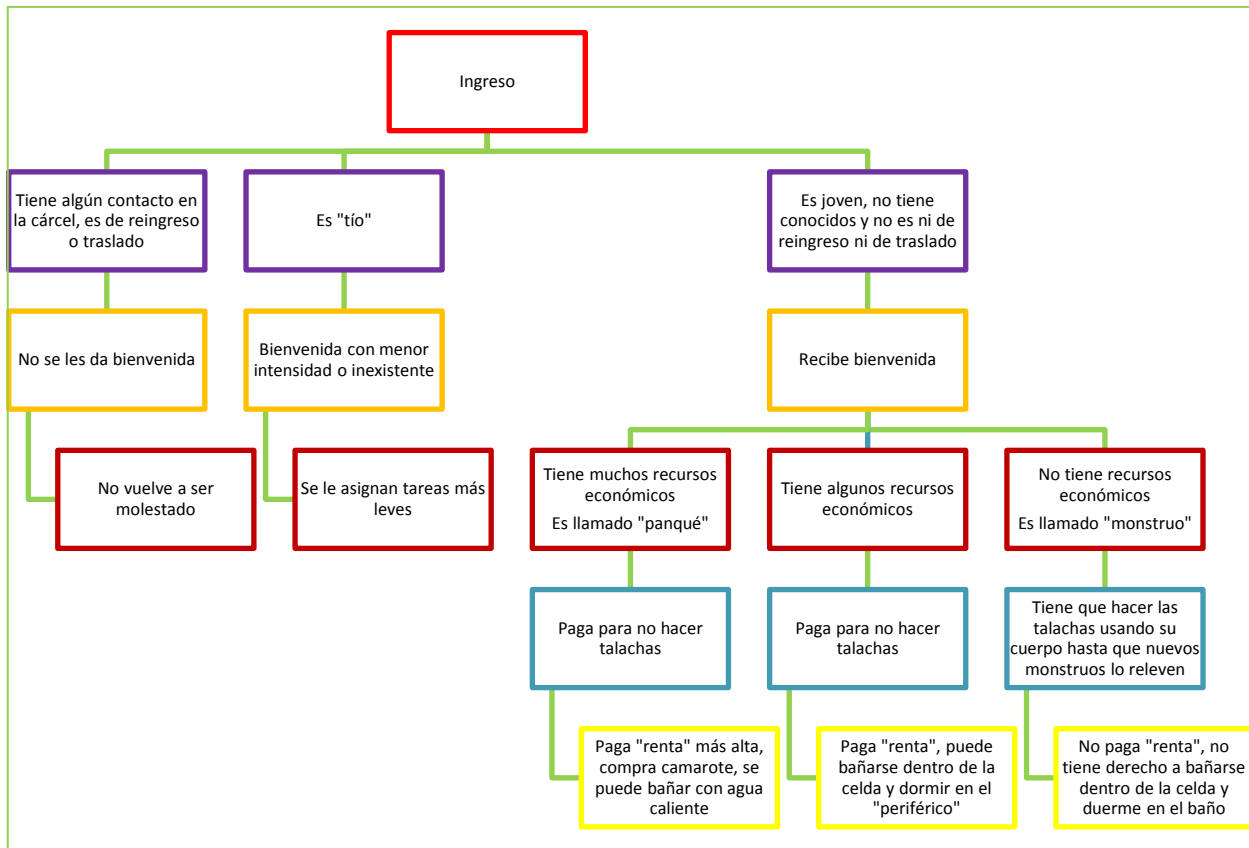 Ingreso
Tiene algún contacto en
la cárcel, es de reingreso
o traslado
Es "tío"
Es joven, no tiene
conocidos y no es ni de
reingreso ni de traslado
No se les da bienvenida
Bienvenida con menor
intensidad o inexistente
Recibe bienvenida
No vuelve a ser
molestado
Se le asignan tareas más
leves
Tiene muchos recursos
económicos
Es llamado "panqué"
Tiene algunos recursos
económicos
No tiene recursos
económicos
Es llamado "monstruo"
Paga para no hacer
talachas
Paga para no hacer
talachas
Tiene que hacer las
talachas usando su
cuerpo hasta que nuevos
monstruos lo releven
Paga "renta" más alta,
compra camarote, se
puede bañar con agua
caliente
Paga "renta", puede
bañarse dentro de la
celda y dormir en el
"periférico"
No paga "renta", no
tiene derecho a bañarse
dentro de la celda y
duerme en el baño